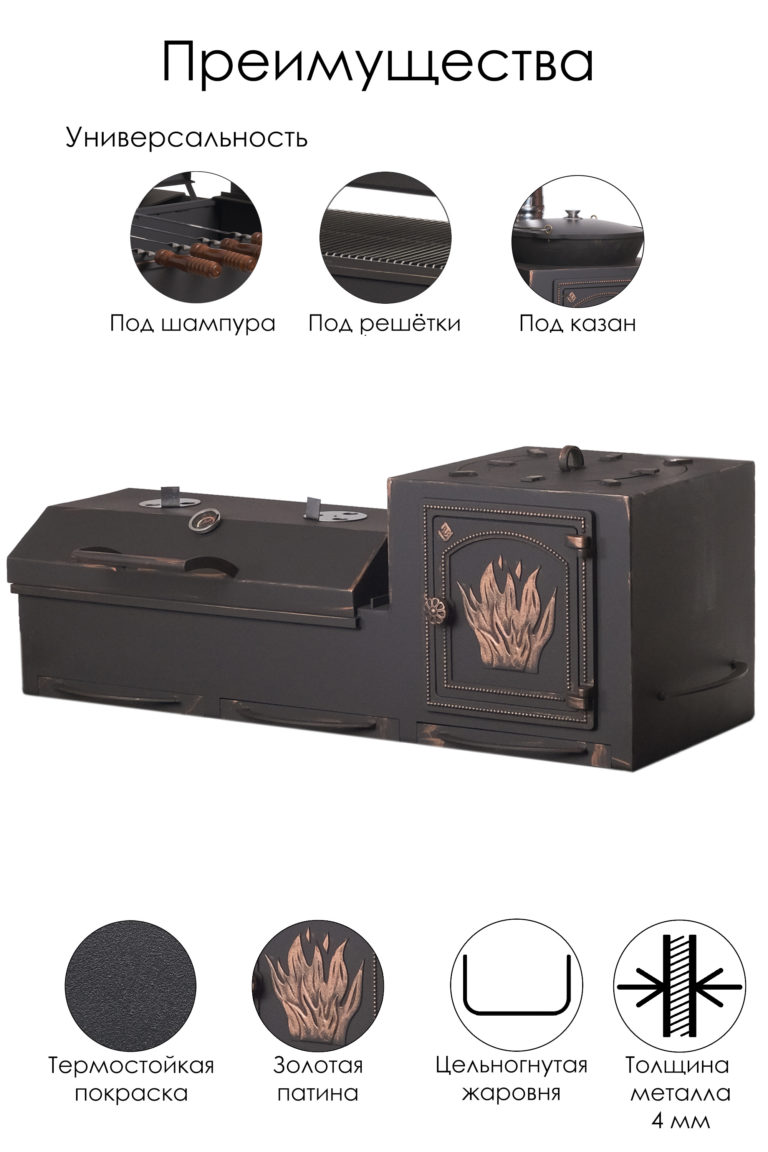 Преимущества
Универсальность
Под шампура
Под решётки
Под казан
Термостойкая
покраска
Золотая
патина
Цельногнутая
жаровня
Толщина
металла
4 мм